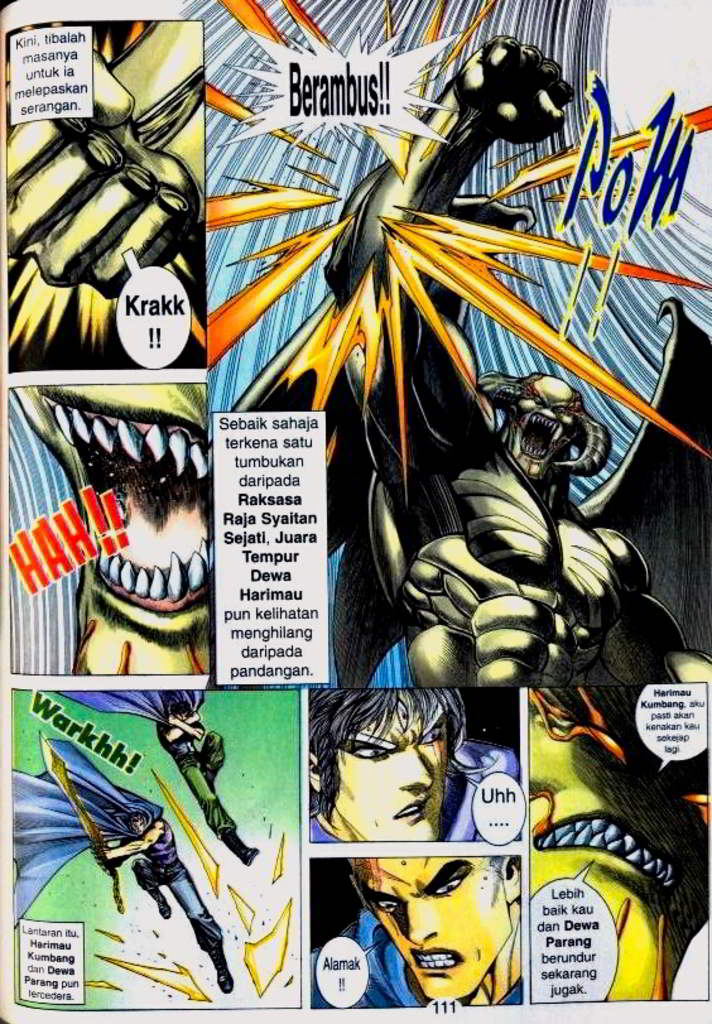 Kini, tibalah
masanya
untuk ia
melepaskan
serangan.
Krakk
!!
Berambus!!
POM
!!
HAH!!
Sebaik sahaja
terkena satu
tumbukan
daripada
Raksasa
Raja Syaitan
Sejati, Juara
Tempur
Dewa
Harimau
pun kelihatan
menghilang
daripada
pandangan.
Warkhh!
Lantaran itu,
Harimau
Kumbang
dan Dewa
Parang pun
tercedera.
Uhh
....
Alamak
!!
Harimau
Kumbang, aku
pasti akan
kenakan kau
sekejap
lagi.
Lebih
baik kau
dan Dewa
Parang
berundur
sekarang
jugak.
111